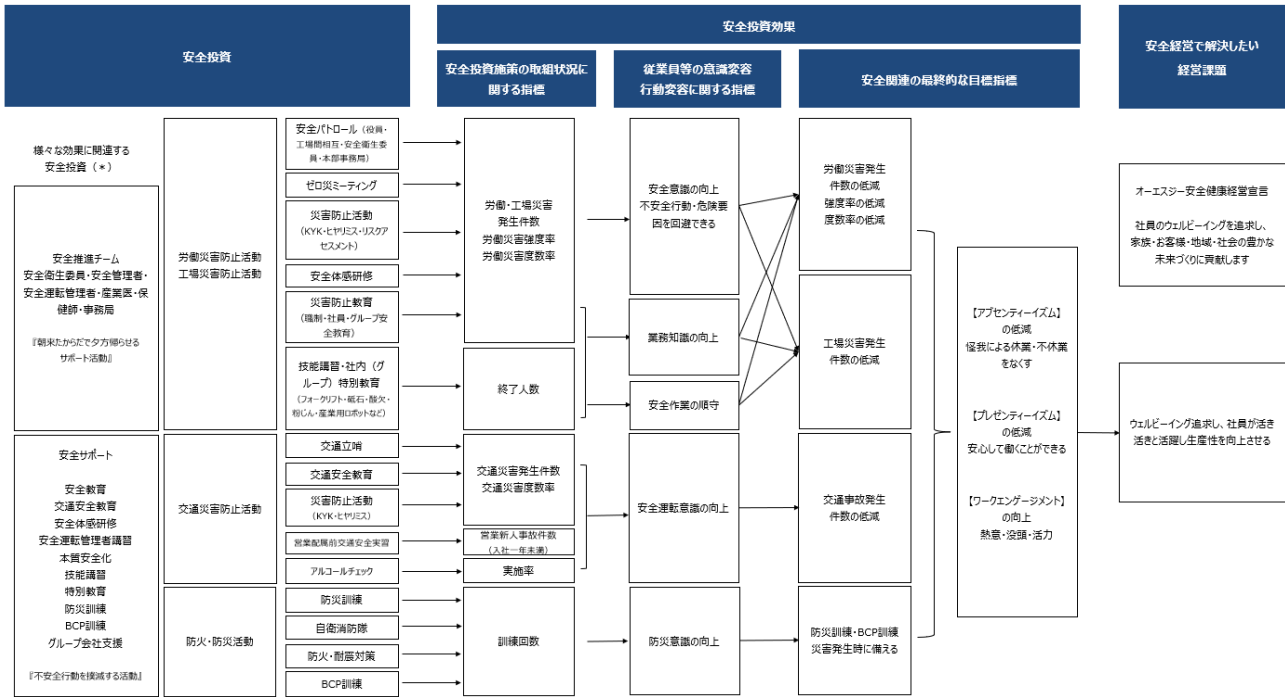 安全投資
安全投資効果
安全投資施策の取組状況に
関する指標
従業員等の意識変容
行動変容に関する指標
安全関連の最終的な目標指標
安全経営で解決したい
経営課題
様々な効果に関連する
安全投資（＊）
安全推進チーム
安全衛生委員・安全管理者・
安全運転管理者・産業医・保
健師・事務局
『朝来たからだで夕方帰らせる
サポート活動』
安全サポート
安全教育
交通安全教育
安全体感研修
安全運転管理者講習
本質安全化
技能講習
特別教育
防災訓練
BCP訓練
グループ会社支援
『不安全行動を撲滅する活動』
労働災害防止活動
工場災害防止活動
交通災害防止活動
防火・防災活動
安全パトロール（役員・
工場間相互・安全衛生委
員・本部事務局）
ゼロ災ミーティング
災害防止活動
（KYK・ヒヤリミス・リスクア
セスメント）
安全体感研修
災害防止教育
（職制・社員・グループ安
全教育）
技能講習・社内（グ
ループ）特別教育
（フォークリフト・砥石・酸欠・
粉じん・産業用ロボットなど）
交通立哨
交通安全教育
災害防止活動
（KYK・ヒヤリミス）
営業配属前交通安全実習
アルコールチェック
防災訓練
自衛消防隊
防火・耐震対策
BCP訓練
労働・工場災害
発生件数
労働災害強度率
労働災害度数率
終了人数
交通災害発生件数
交通災害度数率
営業新人事故件数
（入社一年未満）
実施率
訓練回数
安全意識の向上
不安全行動・危険要
因を回避できる
業務知識の向上
安全作業の順守
安全運転意識の向上
防災意識の向上
労働災害発生
件数の低減
強度率の低減
度数率の低減
工場災害発生
件数の低減
交通事故発生
件数の低減
防災訓練・BCP訓練
災害発生時に備える
【アブセンティーイズム】
の低減
怪我による休業・不休業
をなくす
【プレゼンティーイズム】
の低減
安心して働くことができる
【ワークエンゲージメント】
の向上
熱意・没頭・活力
オーエスジー安全健康経営宣言
社員のウェルビーイングを追求し、
家族・お客様・地域・社会の豊かな
未来づくりに貢献します
ウェルビーイング追求し、社員が活き
活きと活躍し生産性を向上させる